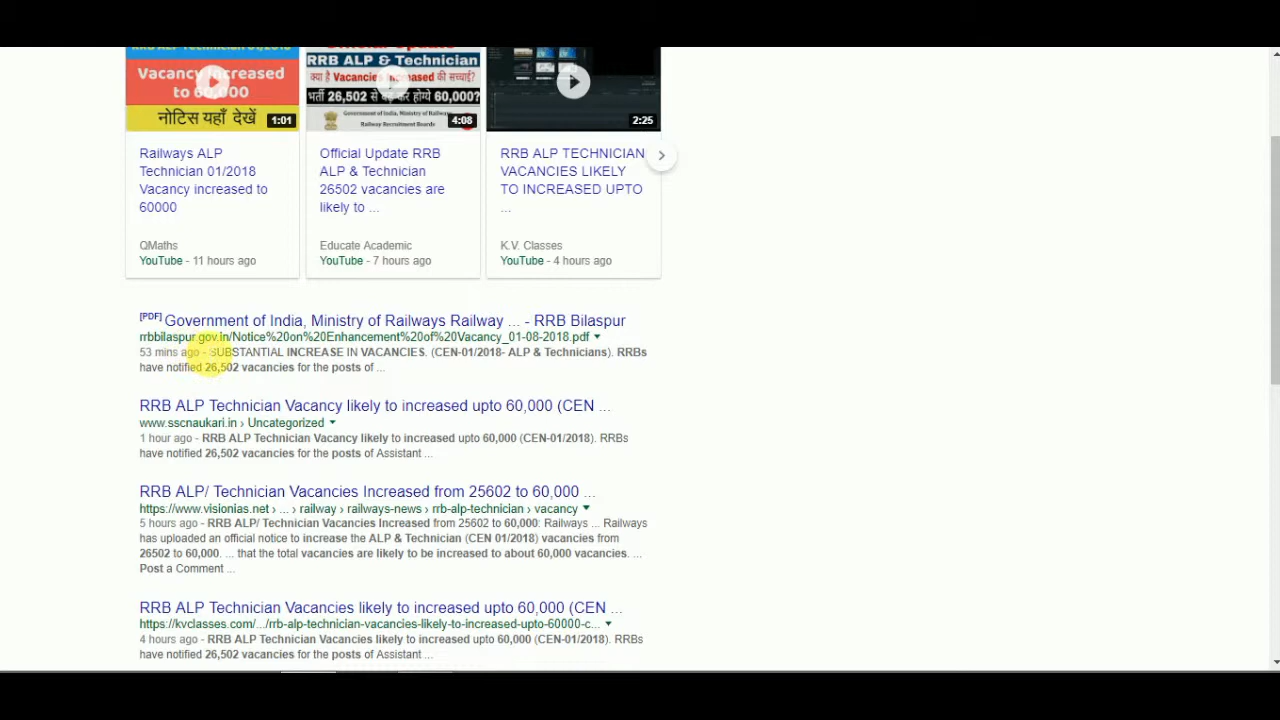 RRB ALP Technician 01/2018
Vacancy increased
to 60,000
नोटिस यहाँ देखें
1:01
Official Update
RRB ALP & Technician
क्या है Vacancies Increased की सच्चाई?
भर्ती 26,502 से बढ़ कर होगी 60,000?
Government of India, Ministry of Railways
Railway Recruitment Boards
4:08
2:25
Railways ALP
Technician 01/2018
Vacancy increased to
60000
QMaths
YouTube - 11 hours ago
Official Update RRB
ALP & Technician
26502 vacancies are
likely to ...
Educate Academic
YouTube - 7 hours ago
RRB ALP TECHNICIAN
VACANCIES LIKELY
TO INCREASED UPTO
...
K.V. Classes
YouTube - 4 hours ago
[PDF] Government of India, Ministry of Railways Railway ... - RRB Bilaspur
rrbbilaspur.gov.in/Notice%20on%20Enhancement%20of%20Vacancy_01-08-2018.pdf
53 mins ago - SUBSTANTIAL INCREASE IN VACANCIES. (CEN-01/2018- ALP & Technicians). RRBs
have notified 26,502 vacancies for the posts of ...
RRB ALP Technician Vacancy likely to increased upto 60,000 (CEN ...
www.sscnaukari.in › Uncategorized
1 hour ago - RRB ALP Technician Vacancy likely to increased upto 60,000 (CEN-01/2018). RRBs
have notified 26,502 vacancies for the posts of Assistant ...
RRB ALP/ Technician Vacancies Increased from 25602 to 60,000 ...
https://www.visionias.net › ... › railway › railways-news › rrb-alp-technician › vacancy
5 hours ago - RRB ALP/ Technician Vacancies Increased from 25602 to 60,000: Railways ... Railways
has uploaded an official notice to increase the ALP & Technician (CEN 01/2018) vacancies from
26502 to 60,000. ... that the total vacancies are likely to be increased to about 60,000 vacancies. ...
Post a Comment ...
RRB ALP Technician Vacancies likely to increased upto 60,000 (CEN ...
https://kvclasses.com/.../rrb-alp-technician-vacancies-likely-to-increased-upto-60000-c...
4 hours ago - RRB ALP Technician Vacancies likely to increased upto 60,000 (CEN-01/2018). RRBs
have notified 26,502 vacancies for the posts of Assistant ...